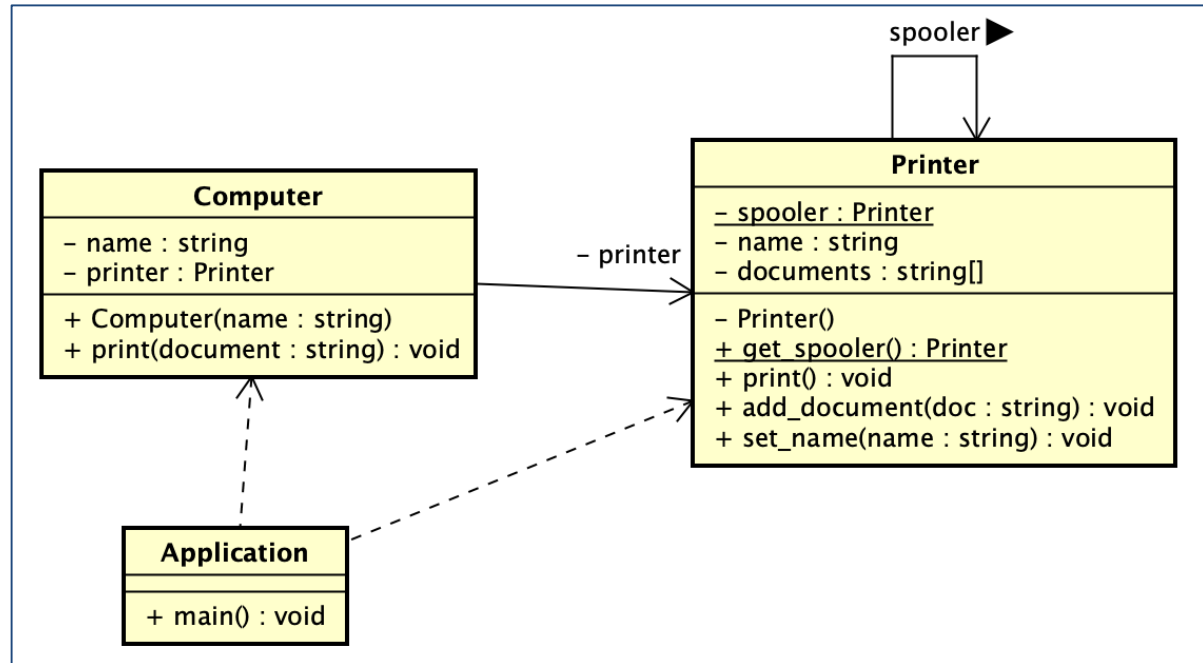 spooler ▶
Computer
– name : string
– printer : Printer
+ Computer(name : string)
+ print(document : string) : void
– printer
Printer
– spooler : Printer
– name : string
– documents : string[]
– Printer()
+ get_spooler() : Printer
+ print() : void
+ add_document(doc : string) : void
+ set_name(name : string) : void
Application
+ main() : void